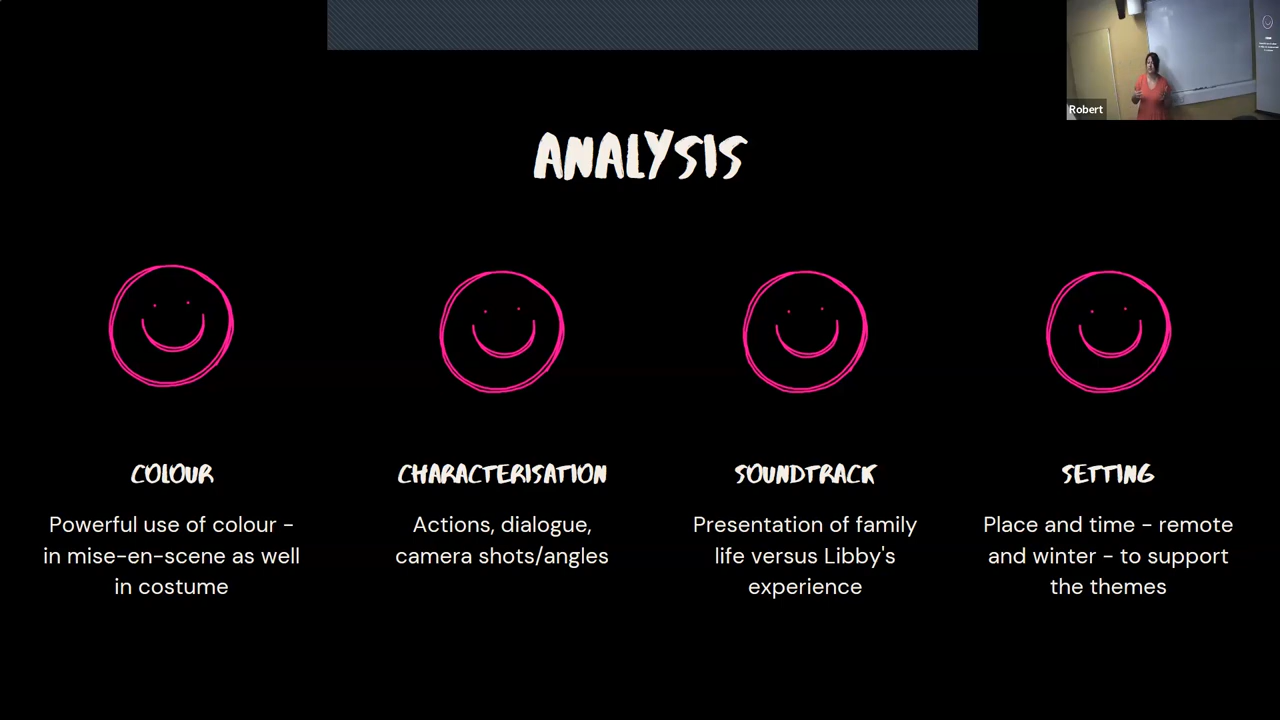 Robert
ANALYSIS
COLOUR
Powerful use of colour -
in mise-en-scene as well
in costume
CHARACTERISATION
Actions, dialogue,
camera shots/angles
SOUNDTRACK
Presentation of family
life versus Libby's
experience
SETTING
Place and time - remote
and winter - to support
the themes